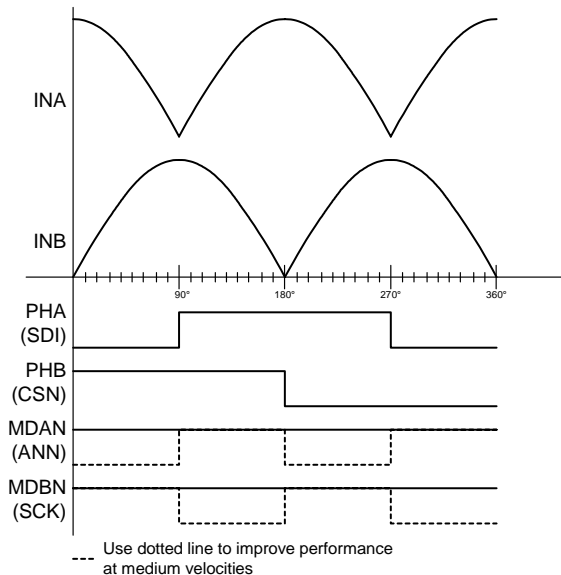 INA
INB
90°
180°
270°
360°
PHA
(SDI)
PHB
(CSN)
MDAN
(ANN)
MDBN
(SCK)
Use dotted line to improve performance
at medium velocities